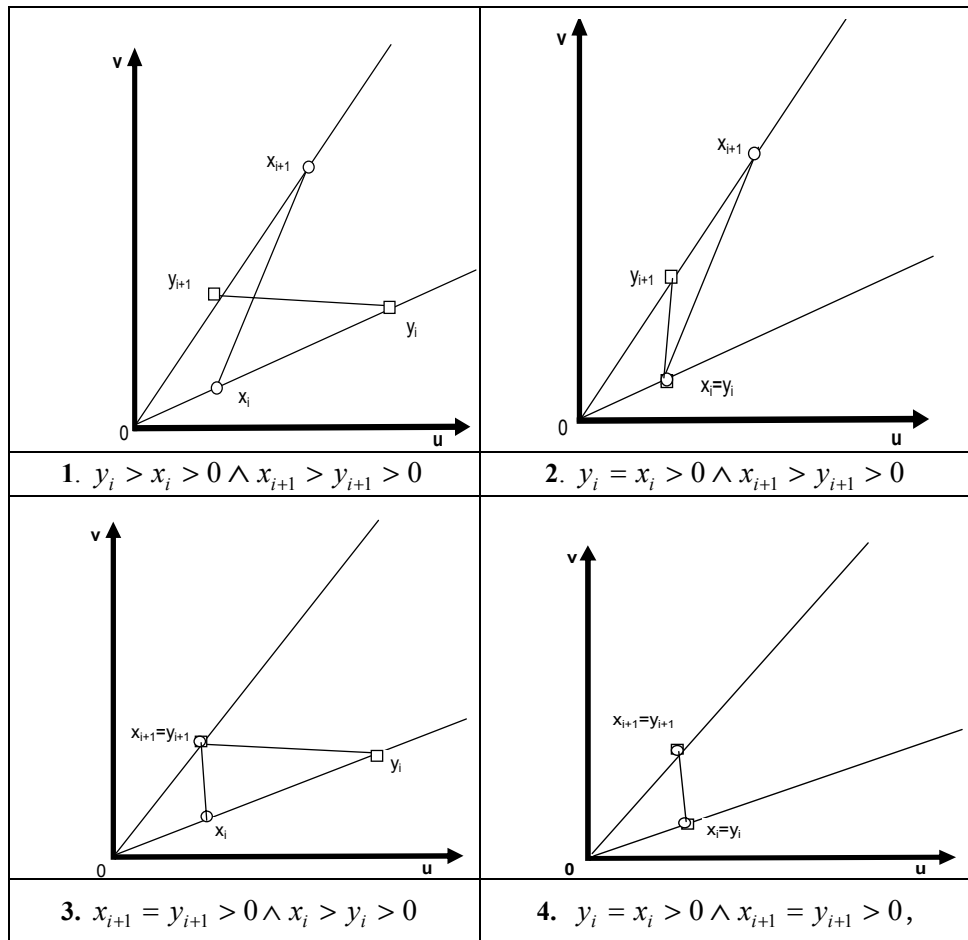 v
x_{i+1}
y_{i+1}
y_i
x_i
0
u
1. y_i > x_i > 0 ∧ x_{i+1} > y_{i+1} > 0
v
x_{i+1}
y_{i+1}
x_i=y_i
0
u
2. y_i = x_i > 0 ∧ x_{i+1} > y_{i+1} > 0
v
x_{i+1}=y_{i+1}
y_i
x_i
0
u
3. x_{i+1} = y_{i+1} > 0 ∧ x_i > y_i > 0
v
x_{i+1}=y_{i+1}
x_i=y_i
0
u
4. y_i = x_i > 0 ∧ x_{i+1} = y_{i+1} > 0,